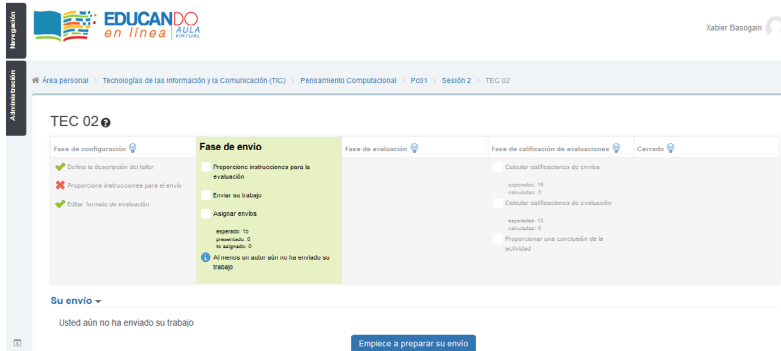 Navegación
EDUCANDO
en línea AULA VIRTUAL
Xabier Basogain
Administración
Área personal Tecnologías de las Información y la Comunicación (TIC) Pensamiento Computacional Pc01 Sesión 2 TEC 02
TEC 02
Fase de configuración
Defina la descripción del taller
Proporcione instrucciones para el envío
Editar formato de evaluación
Fase de envío
Proporcione instrucciones para la
evaluación
Enviar su trabajo
Asignar envíos
esperado: 15
presentado: 0
to asignado: 0
Al menos un autor aún no ha enviado su
trabajo
Fase de evaluación
Fase de calificación de evaluaciones
Calcular calificaciones de envíos
esperadas: 15
calculadas: 0
Calcular calificaciones de evaluación
esperadas: 15
calculadas: 0
Proporcionar una conclusión de la
actividad
Cerrado
Su envío
Usted aún no ha enviado su trabajo
Empiece a preparar su envío